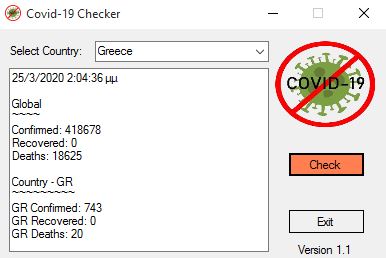 Covid-19 Checker
Select Country: Greece
25/3/2020 2:04:36 μμ
Global
~~~~
Confirmed: 418678
Recovered: 0
Deaths: 18625
Country - GR
~~~~~~~~~
GR Confirmed: 743
GR Recovered: 0
GR Deaths: 20
COVID-19
Check
Exit
Version 1.1